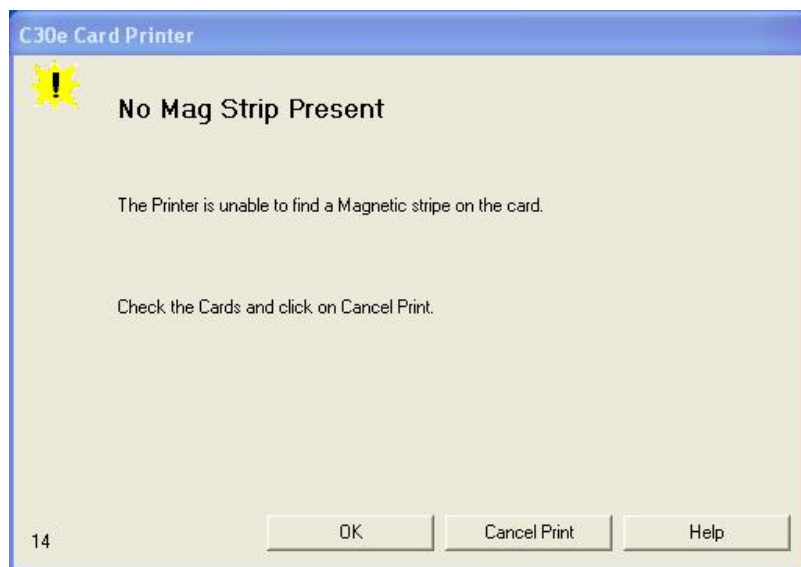 C30e Card Printer
No Mag Strip Present
The Printer is unable to find a Magnetic stripe on the card.
Check the Cards and click on Cancel Print.
14
OK
Cancel Print
Help